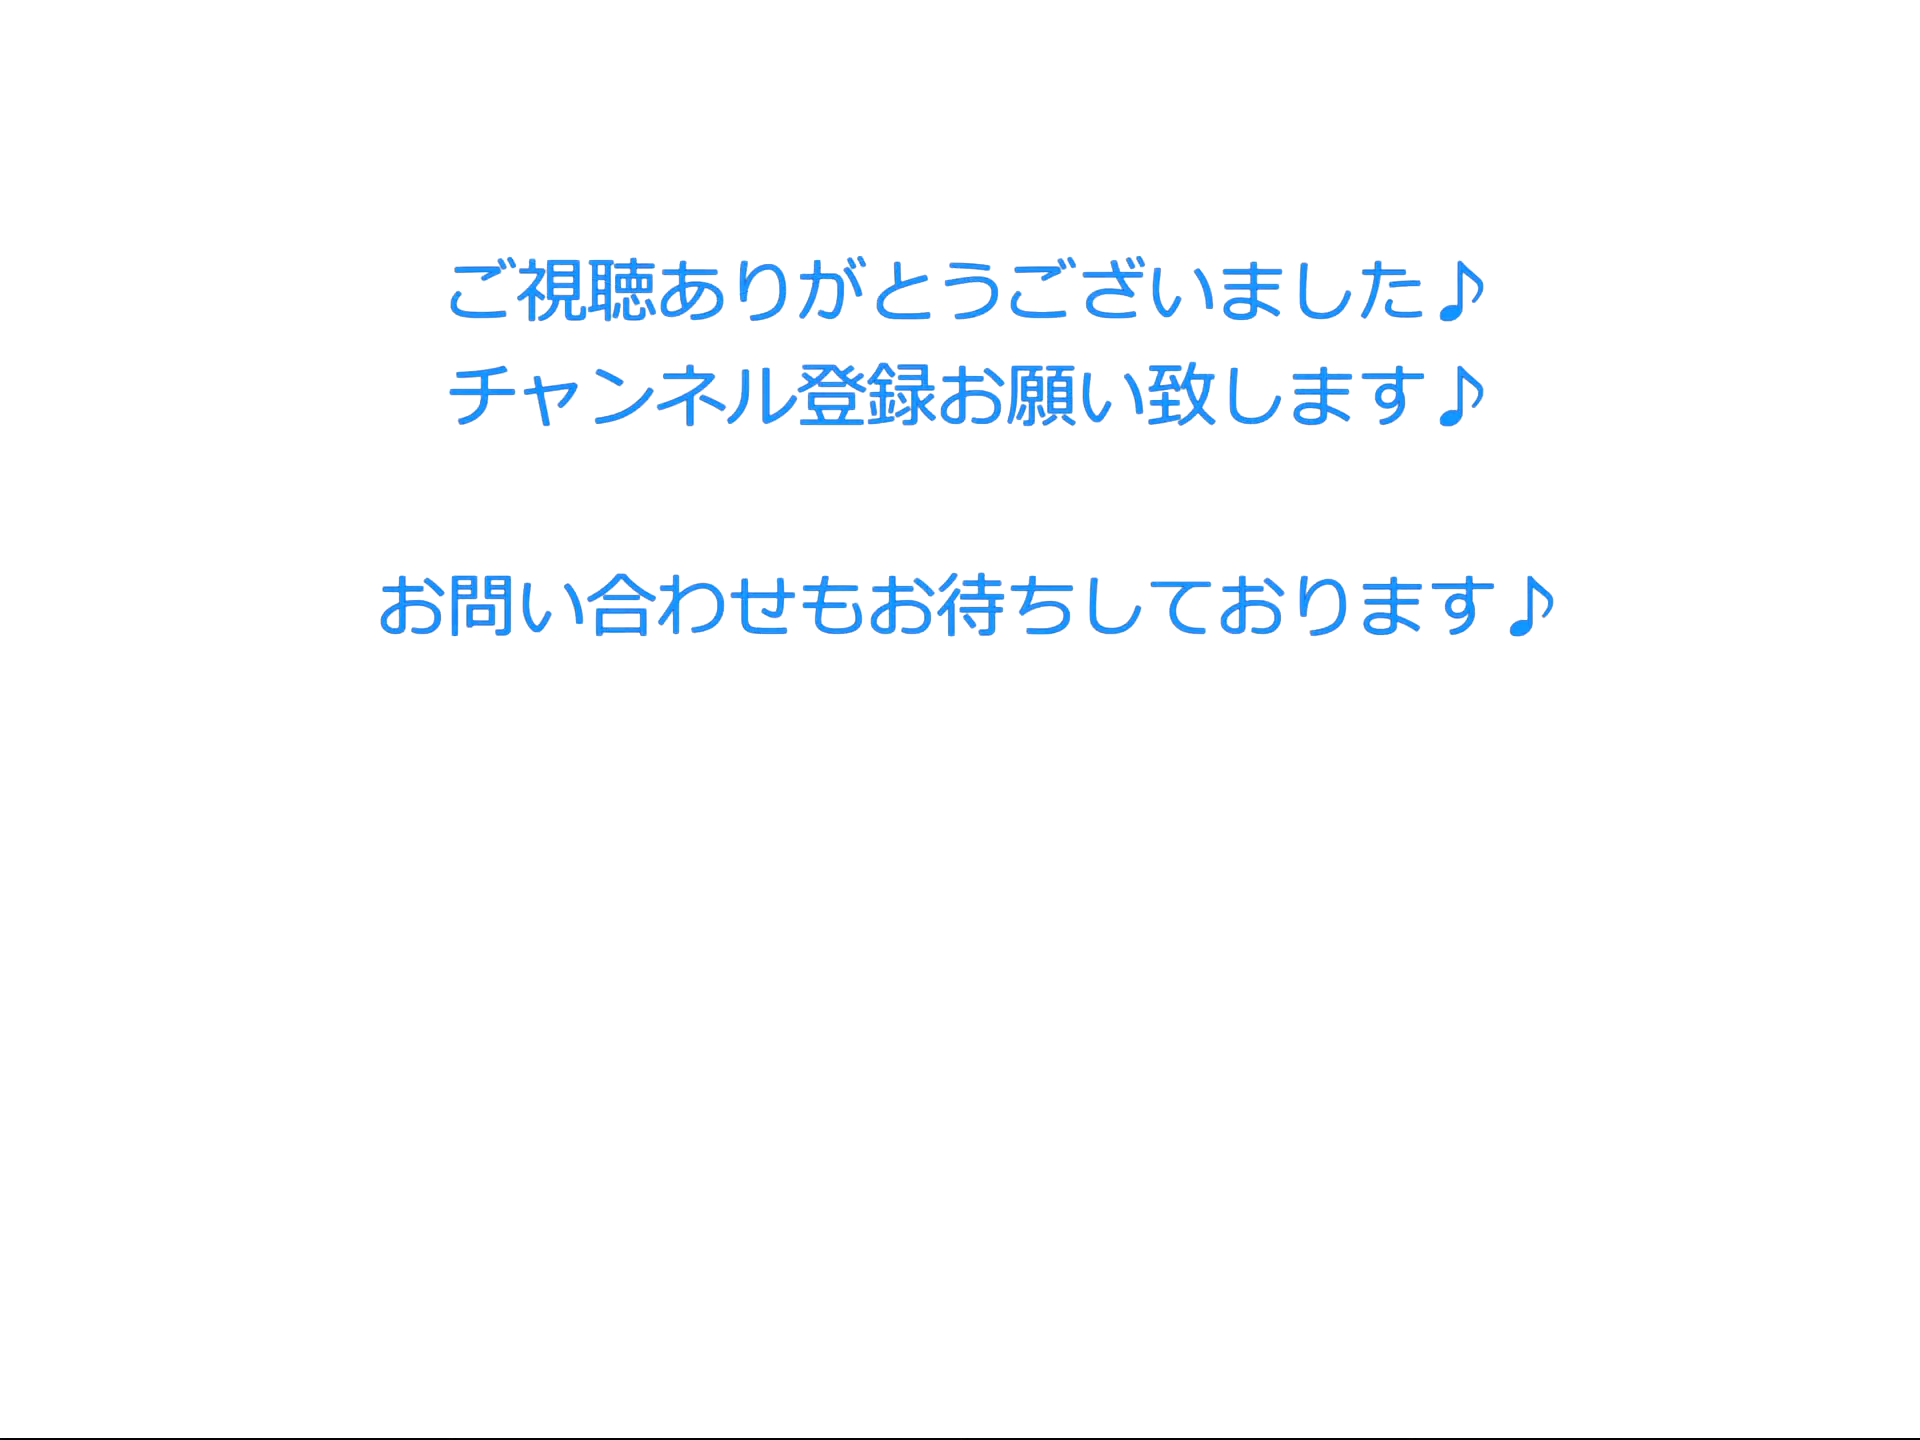 ご視聴ありがとうございました♪
チャンネル登録お願い致します♪
お問い合わせもお待ちしております♪